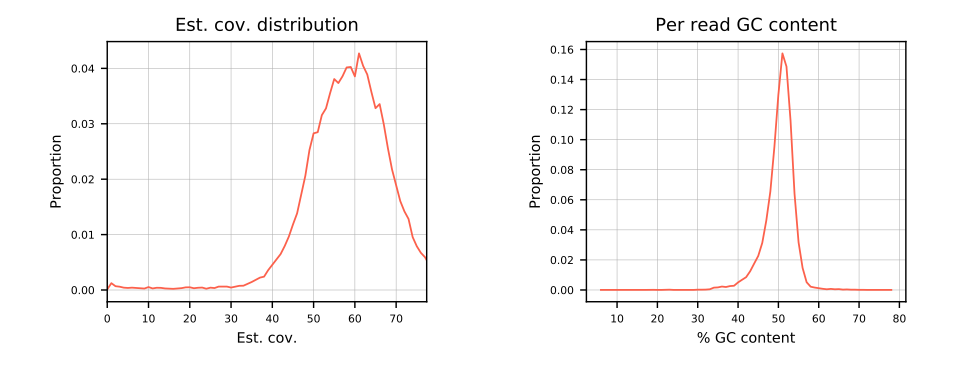 Est. cov. distribution
Proportion
0.04
0.03
0.02
0.01
0.00
0 10 20 30 40 50 60 70
Est. cov.
Per read GC content
Proportion
0.16
0.14
0.12
0.10
0.08
0.06
0.04
0.02
0.00
10 20 30 40 50 60 70 80
% GC content